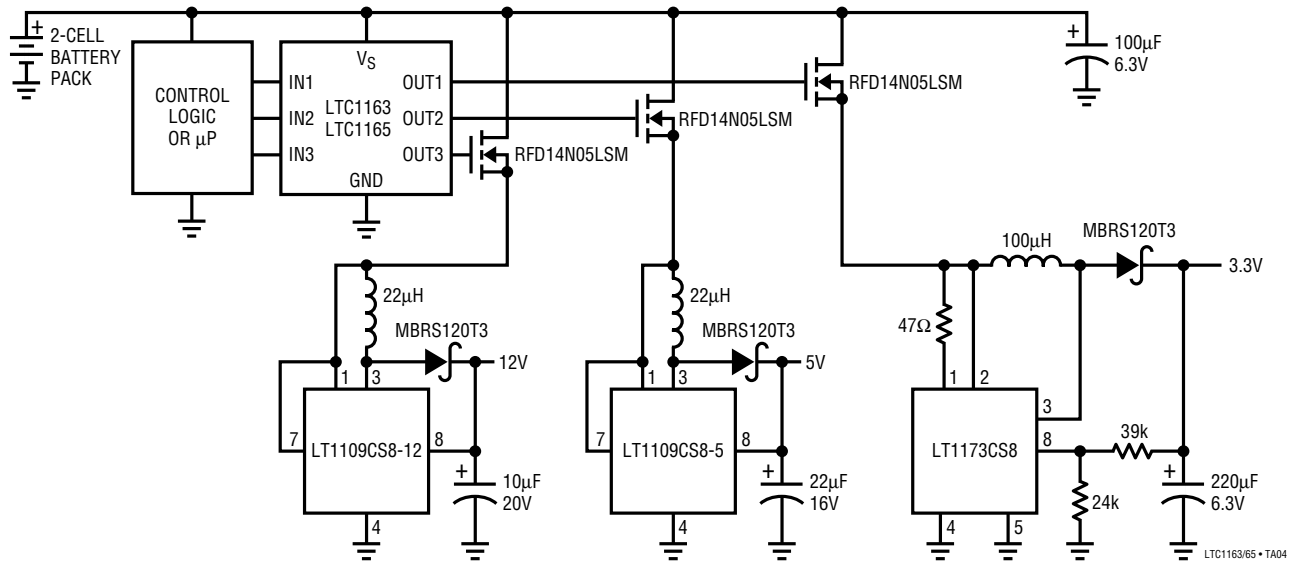 +
2-CELL
BATTERY
PACK
CONTROL
LOGIC
OR µP
VS
IN1
IN2
IN3
LTC1163
LTC1165
OUT1
OUT2
OUT3
GND
RFD14N05LSM
RFD14N05LSM
RFD14N05LSM
+
100µF
6.3V
22µH
MBRS120T3
12V
1
3
7
LT1109CS8-12
8
4
+
10µF
20V
22µH
MBRS120T3
5V
1
3
7
LT1109CS8-5
8
4
+
22µF
16V
100µH
MBRS120T3
3.3V
47Ω
1
2
3
LT1173CS8
8
4
5
39k
24k
+
220µF
6.3V
LTC1163/65 • TA04